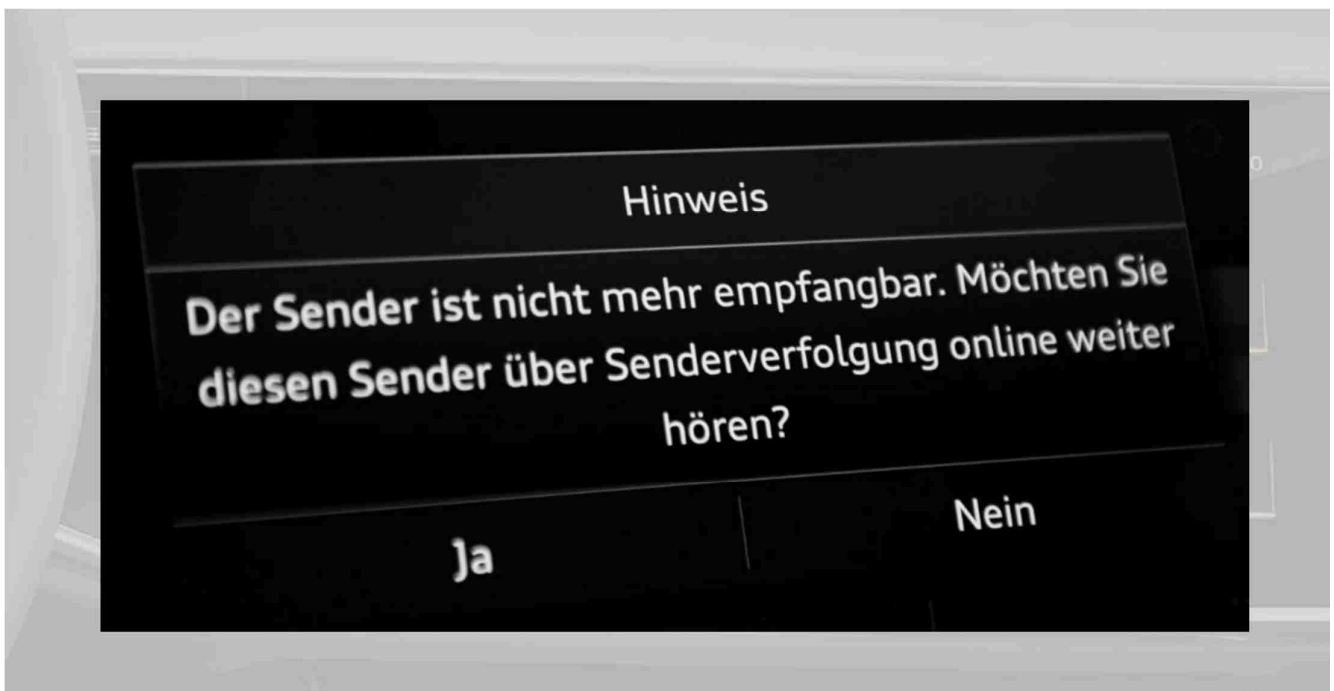 Hinweis
Der Sender ist nicht mehr empfangbar. Möchten Sie
diesen Sender über Senderverfolgung online weiter
hören?
Ja
Nein